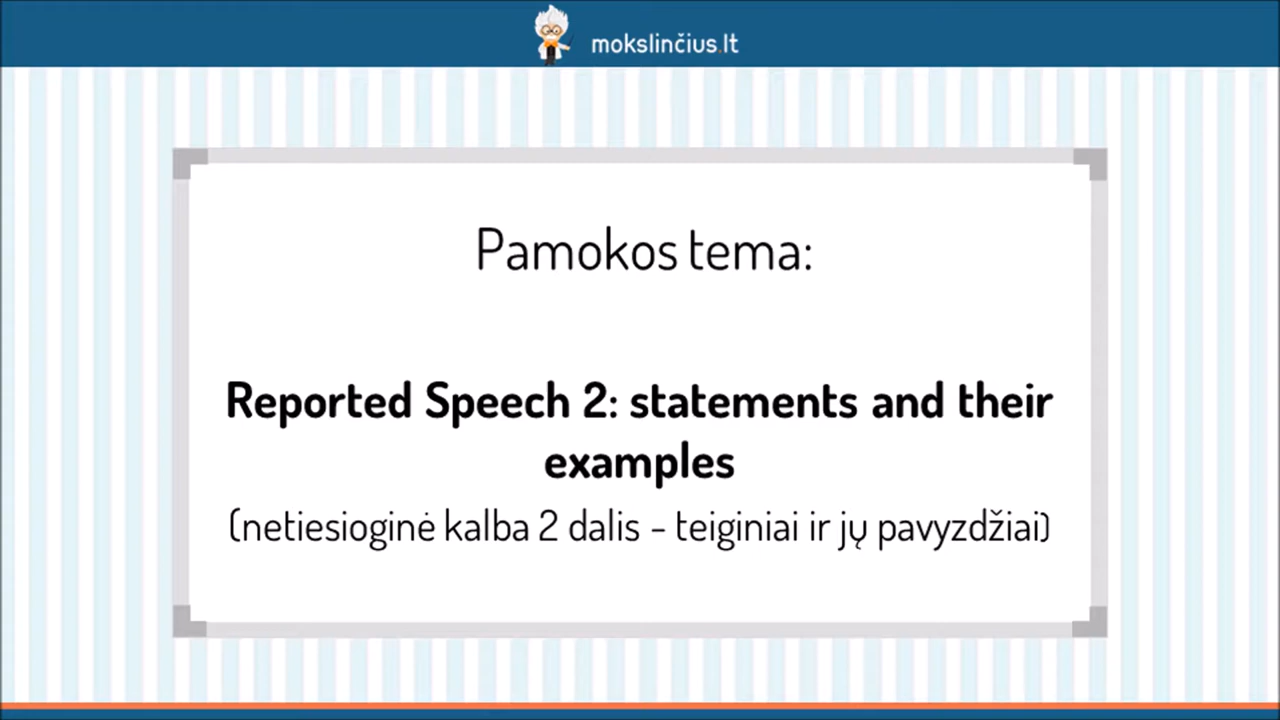 mokslinčius.lt
Pamokos tema:
Reported Speech 2: statements and their
examples
(netiesioginė kalba 2 dalis - teiginiai ir jų pavyzdžiai)